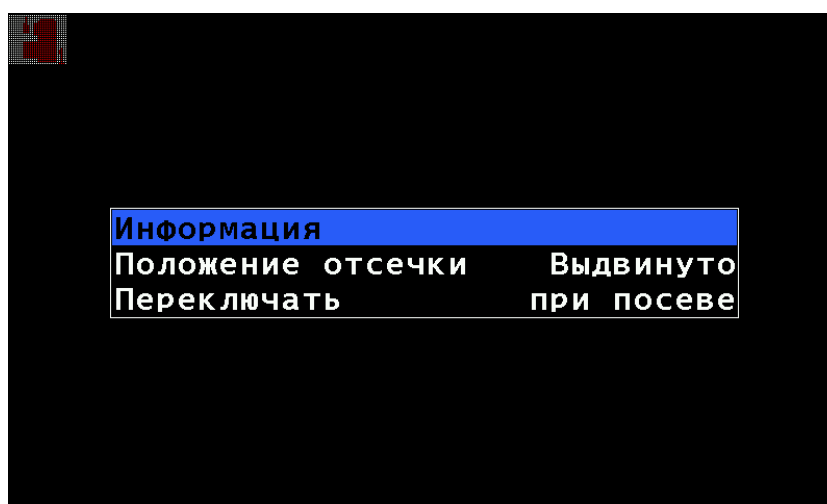 Информация
Положение отсечки Выдвинуто
Переключать при посеве